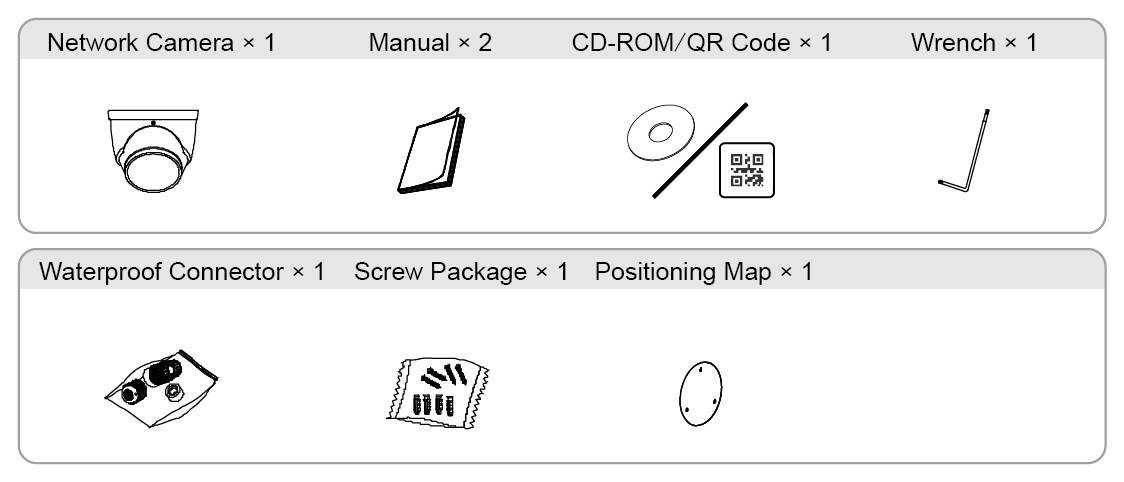 Network Camera × 1 Manual × 2 CD-ROM/QR Code × 1 Wrench × 1
Waterproof Connector × 1 Screw Package × 1 Positioning Map × 1